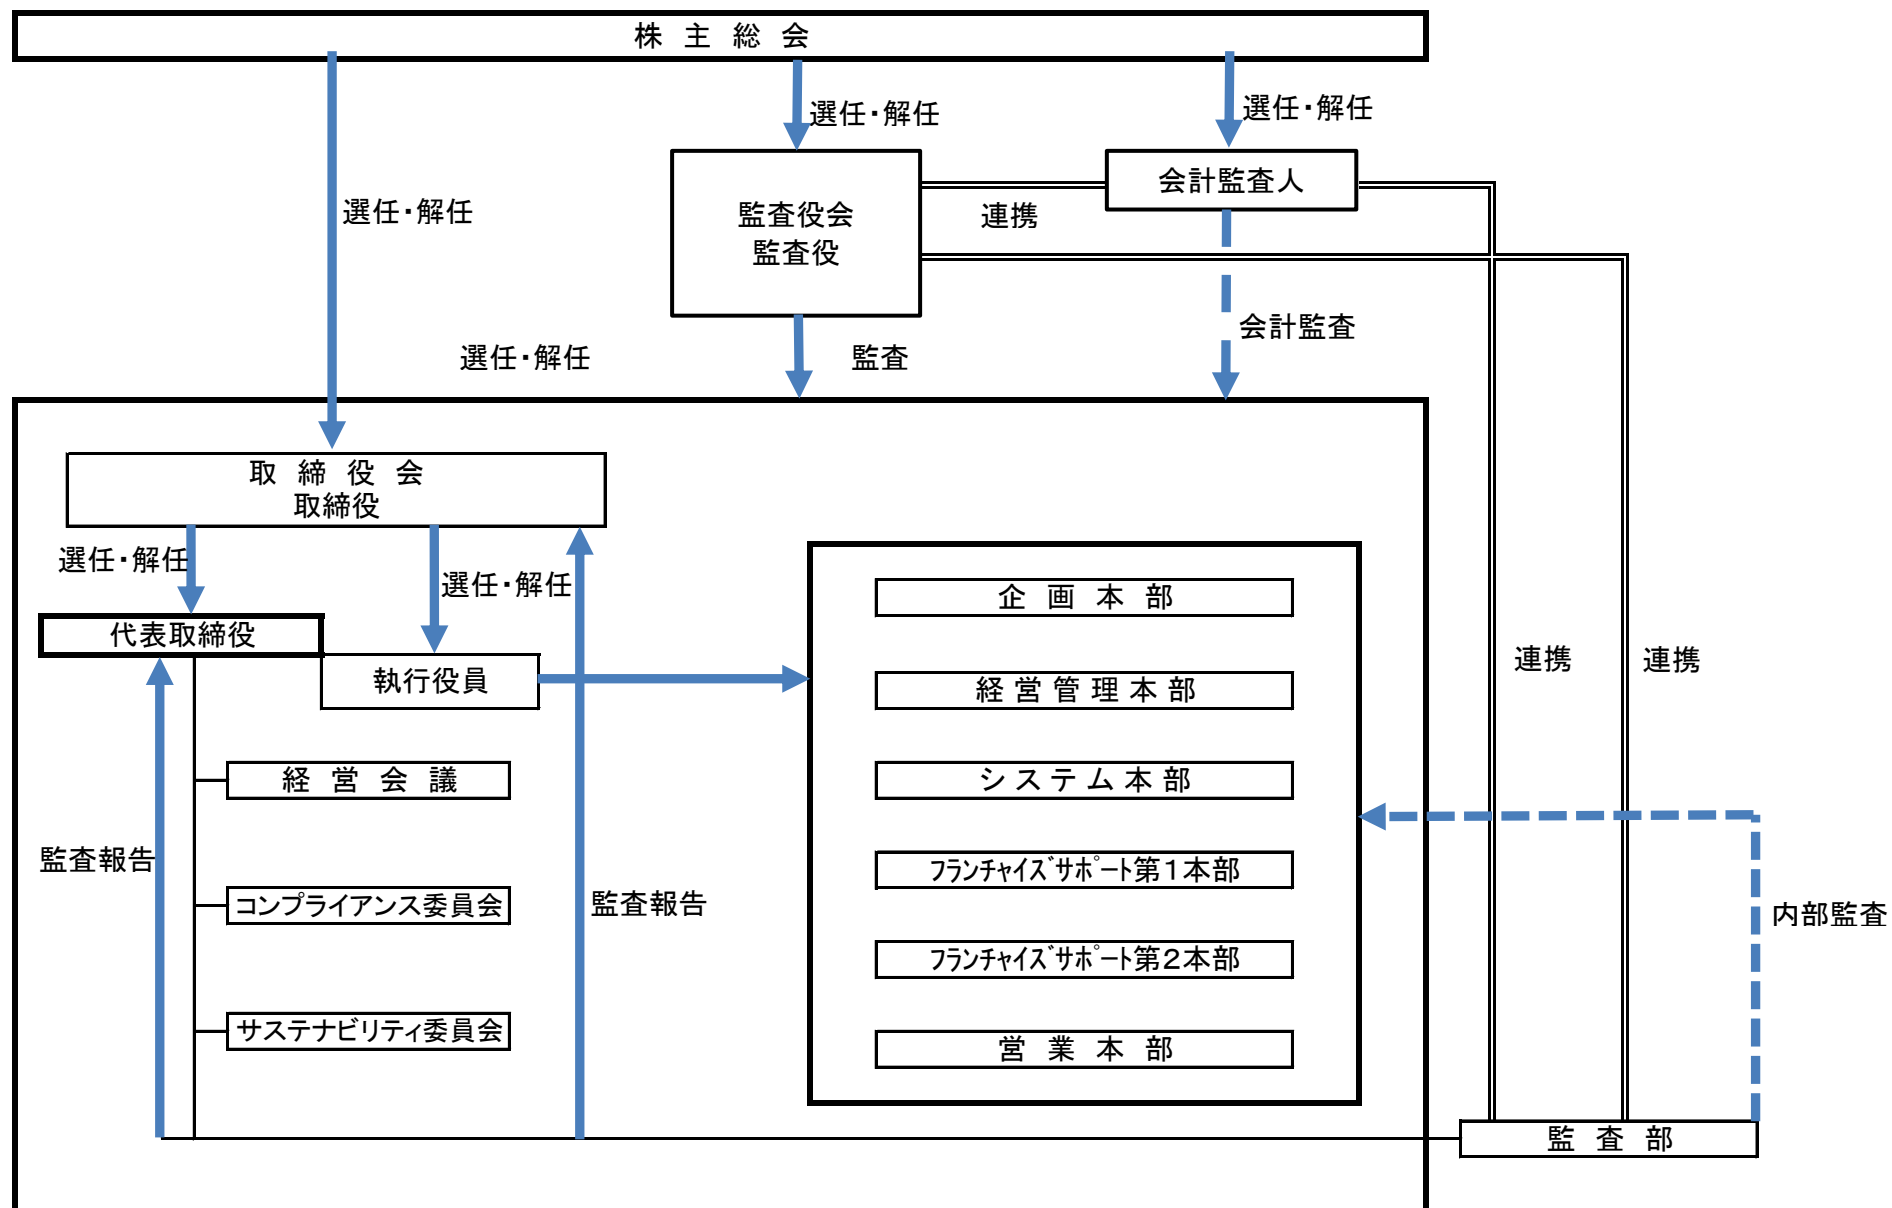 株 主 総 会
選任・解任
選任・解任
選任・解任
会計監査人
監査役会
監査役
連携
会計監査
選任・解任
監査
取 締 役 会
取締役
選任・解任
選任・解任
代表取締役
執行役員
企 画 本 部
経 営 管 理 本 部
連携
連携
経 営 会 議
シ ス テ ム 本 部
監査報告
ﾌﾗﾝﾁｬｲｽﾞｻﾎﾟｰﾄ第１本部
コンプライアンス委員会
監査報告
内部監査
ﾌﾗﾝﾁｬｲｽﾞｻﾎﾟｰﾄ第２本部
サステナビリティ委員会
営 業 本 部
監 査 部